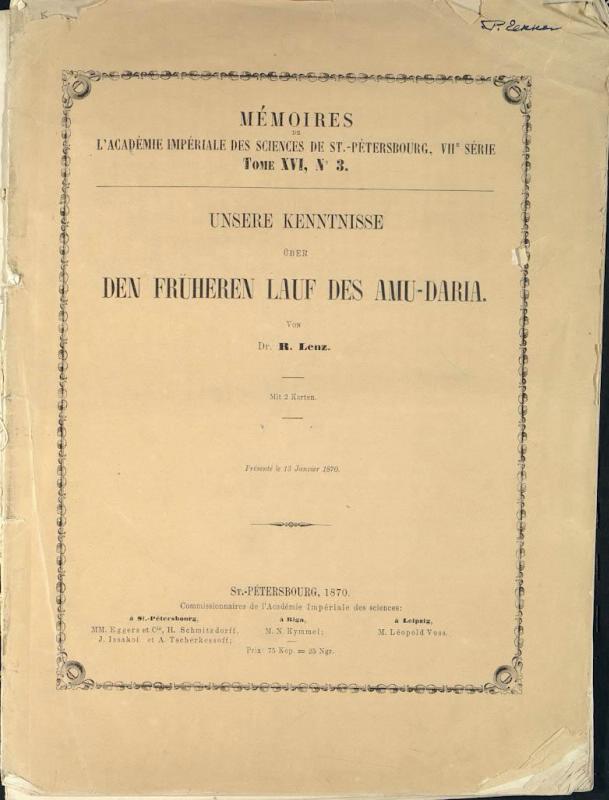 MÉMOIRES
DE
L'ACADÉMIE IMPÉRIALE DES SCIENCES DE ST.-PÉTERSBOURG, VIIE SÉRIE
TOME XVI, N° 3.
UNSERE KENNTNISSE
ÜBER
DEN FRÜHEREN LAUF DES AMU-DARIA.
VON
Dr. R. Lenz.
Mit 2 Karten.
Présenté le 13 Janvier 1870.
ST.-PÉTERSBOURG, 1870.
Commissionnaires de l'Académie Impériale des sciences:
à St.-Pétersbourg, à Riga, à Leipzig,
MM. Eggers et Cie, H. Schmitzdorff, M. N. Kymmel; M. Léopold Voss.
J. Issakof et A. Tscherkessoff;
Prix: 75 Kop. = 25 Ngr.